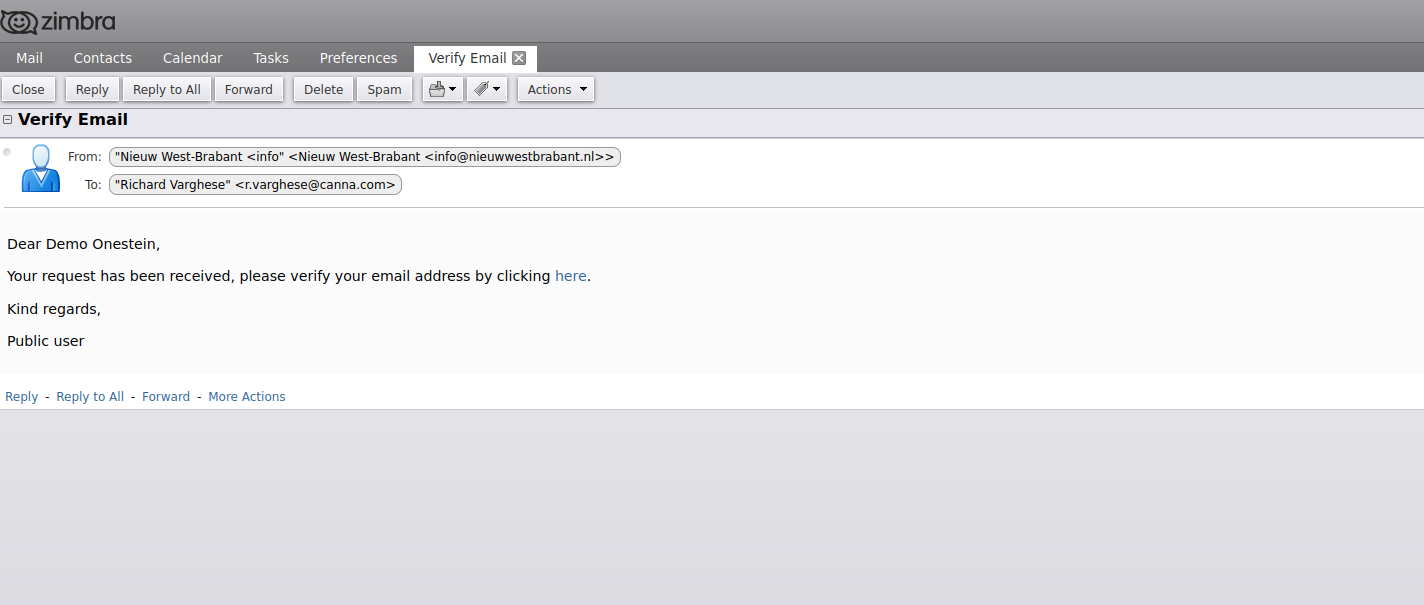 zimbra
Mail Contacts Calendar Tasks Preferences Verify Email
Close Reply Reply to All Forward Delete Spam Actions
Verify Email
From: "Nieuw West-Brabant <info" <Nieuw West-Brabant <info@nieuwwestbrabant.nl>>
To: "Richard Varghese" <r.varghese@canna.com>
Dear Demo Onestein,
Your request has been received, please verify your email address by clicking here.
Kind regards,
Public user
Reply - Reply to All - Forward - More Actions